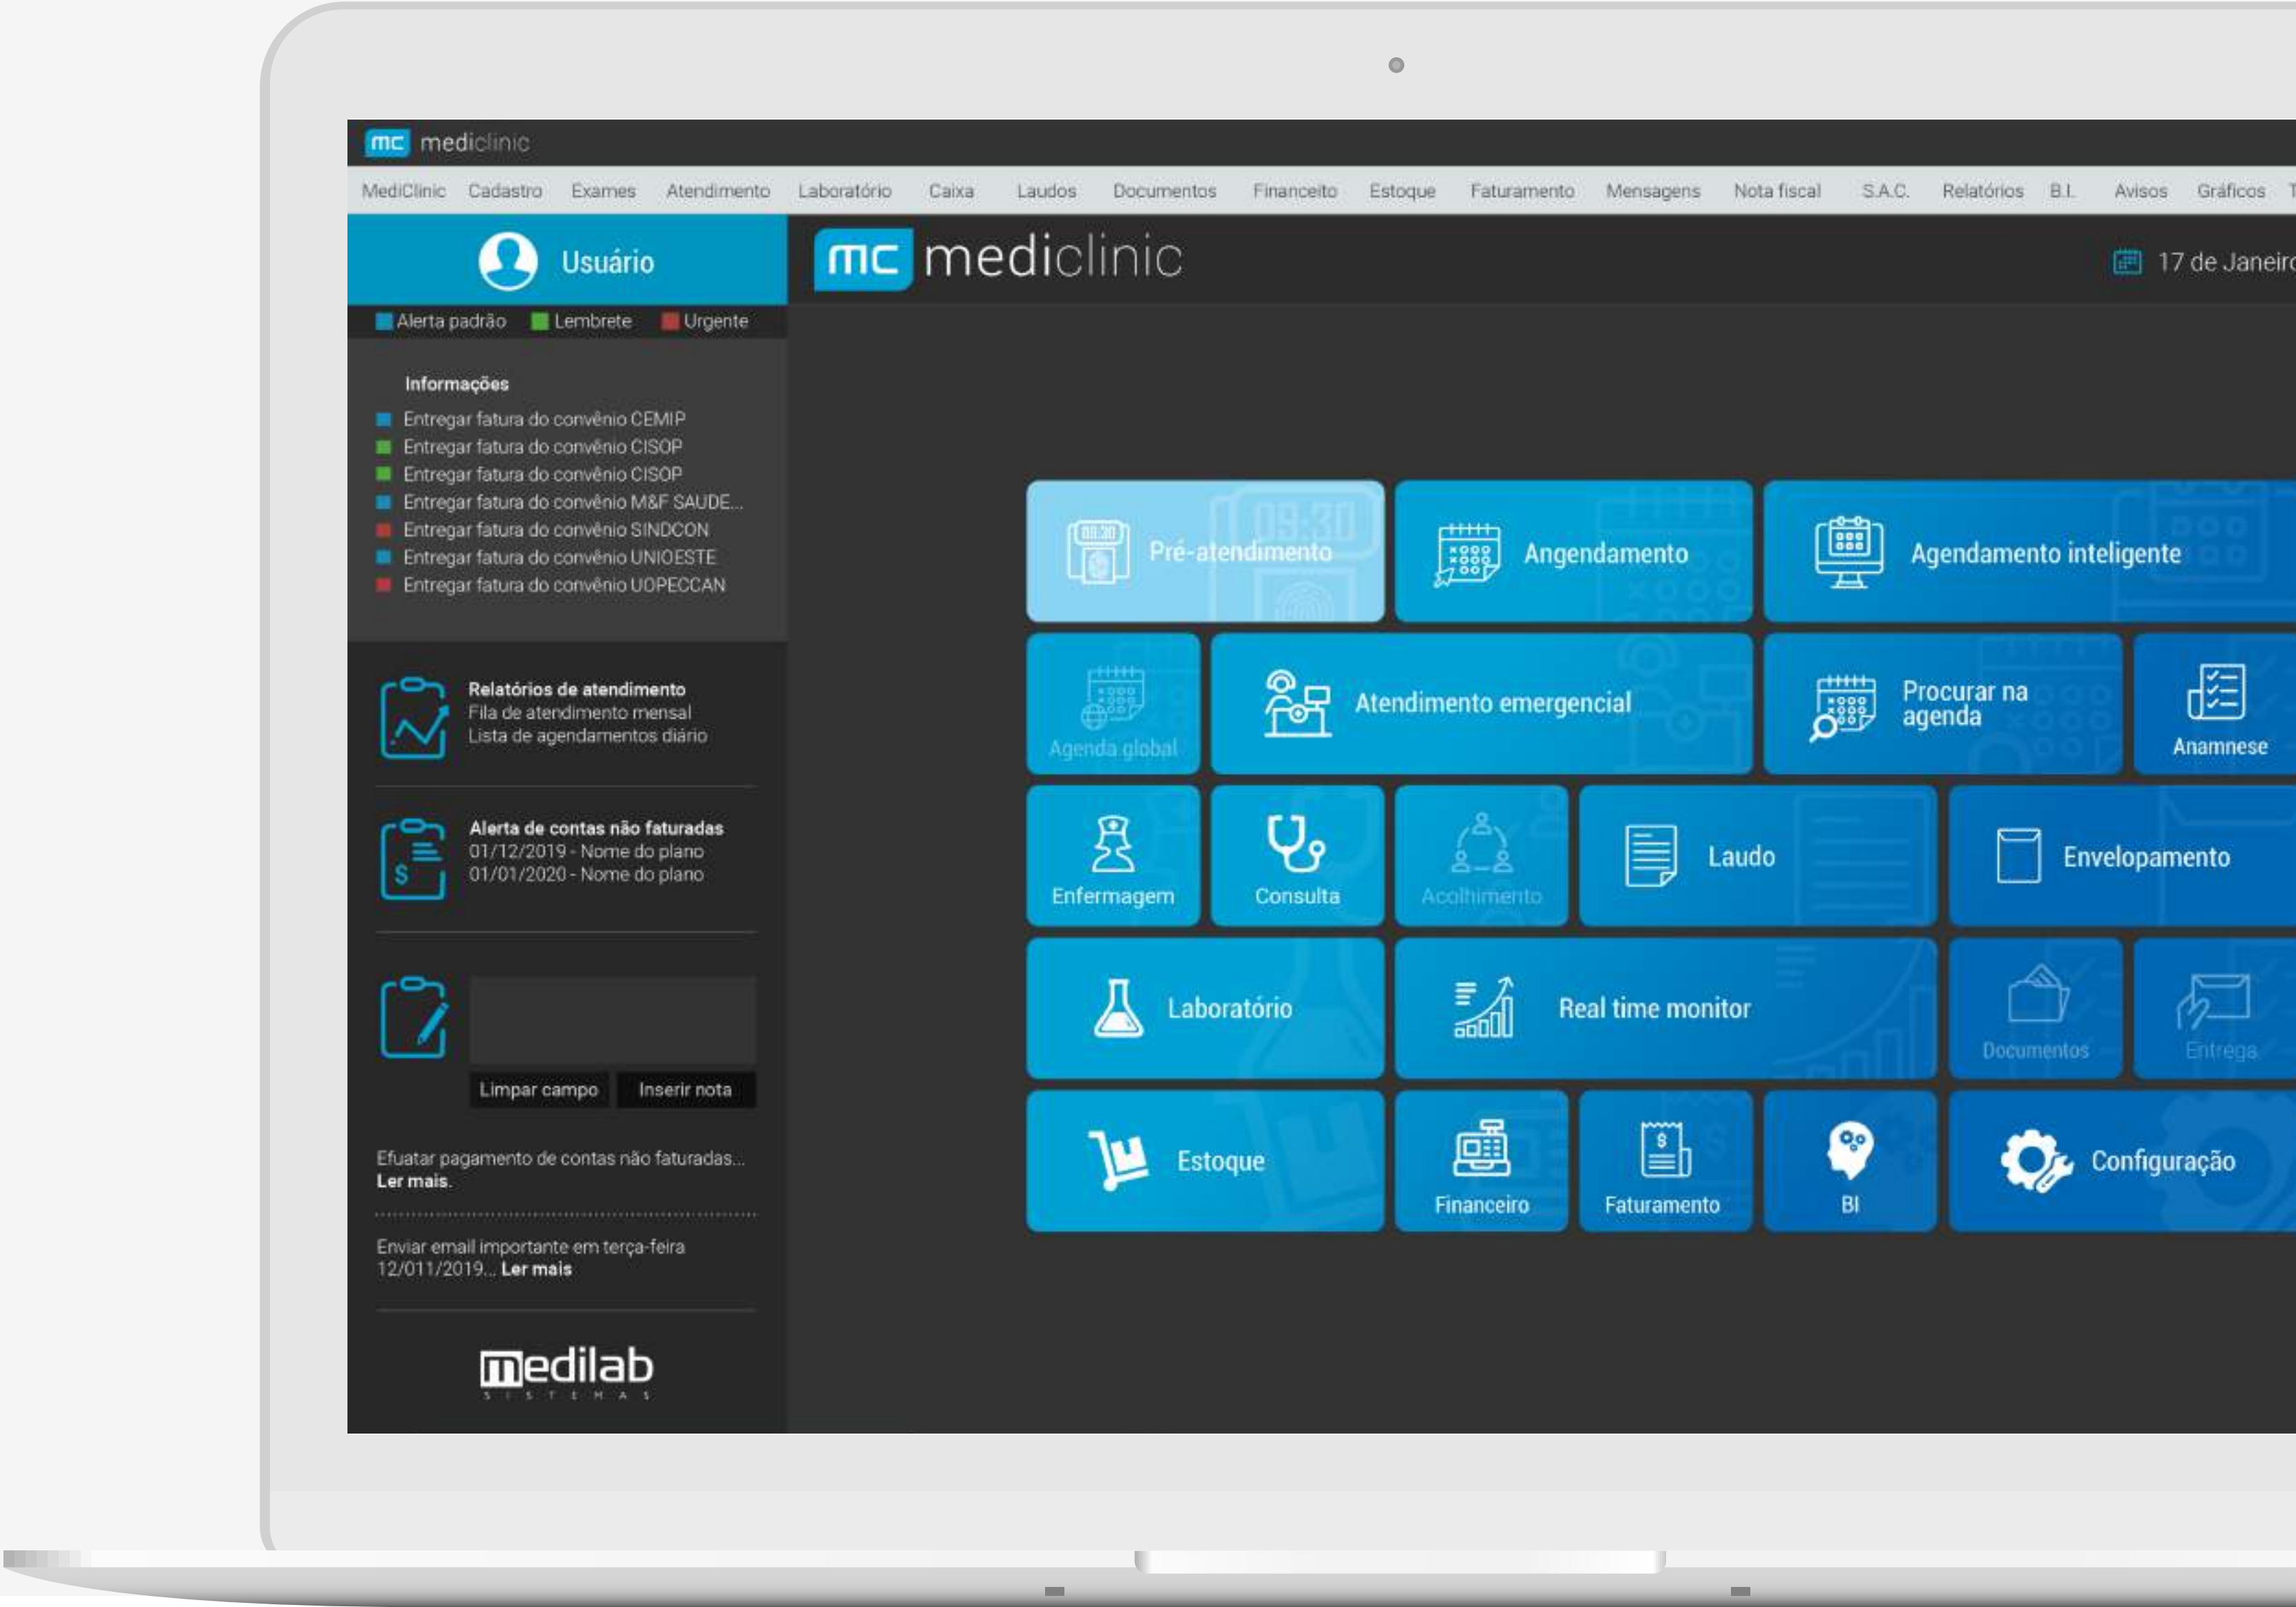 mc mediclinic
MediClinic Cadastro Exames Atendimento Laboratório Caixa Laudos Documentos Financeito Estoque Faturamento Mensagens Nota fiscal S.A.C. Relatórios B.I. Avisos Gráficos
Usuário
mc mediclinic
17 de Janeiro
Alerta padrão Lembrete Urgente
Informações
Entregar fatura do convênio CEMIP
Entregar fatura do convênio CISOP
Entregar fatura do convênio CISOP
Entregar fatura do convênio M&F SAUDE...
Entregar fatura do convênio SINDCON
Entregar fatura do convênio UNIOESTE
Entregar fatura do convênio UOPECCAN
Relatórios de atendimento
Fila de atendimento mensal
Lista de agendamentos diário
Alerta de contas não faturadas
01/12/2019 - Nome do plano
01/01/2020 - Nome do plano
Limpar campo Inserir nota
Efuatar pagamento de contas não faturadas...
Ler mais.
Enviar email importante em terça-feira
12/011/2019... Ler mais
medilab
SISTEMAS
09:30
Pré-atendimento
Angendamento
Agendamento inteligente
Agenda global
Atendimento emergencial
Procurar na
agenda
Anamnese
Enfermagem
Consulta
Acolhimento
Laudo
Envelopamento
Laboratório
Real time monitor
Documentos
Entrega
Estoque
Financeiro
Faturamento
BI
Configuração